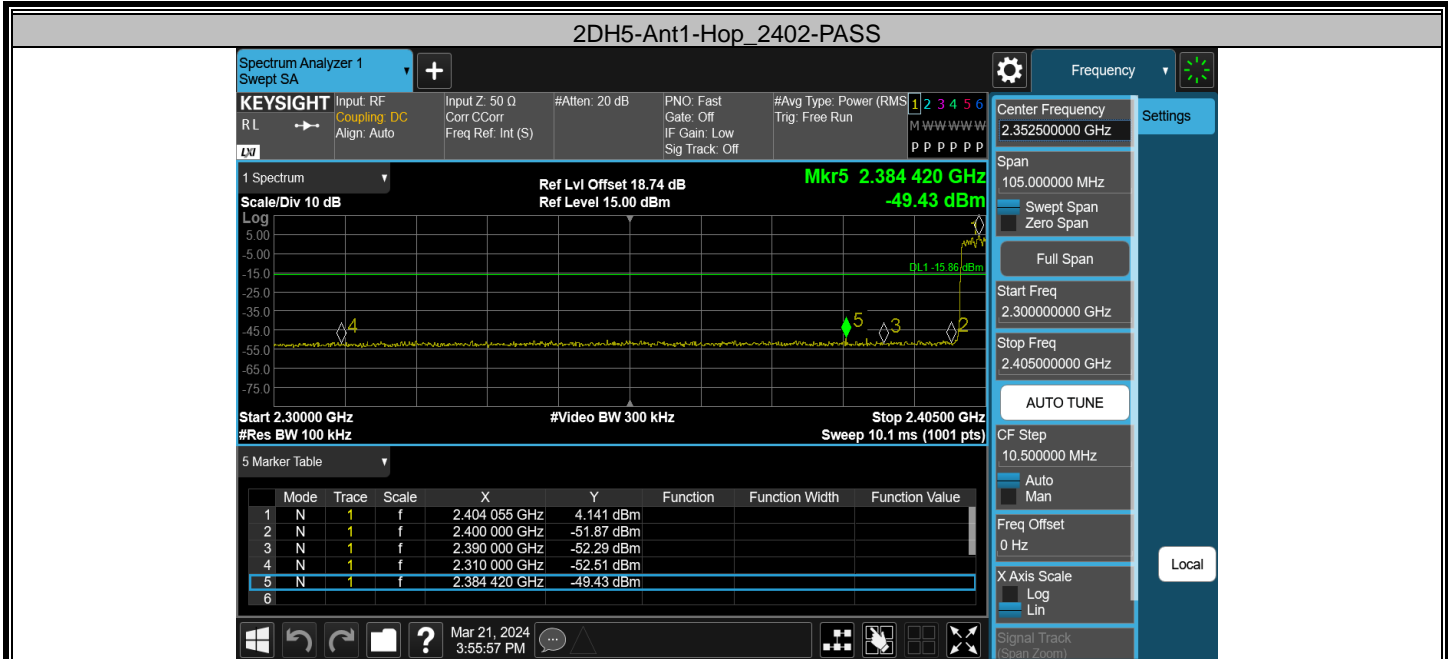 2DH5-Ant1-Hop_2402-PASS
Spectrum Analyzer 1
Swept SA
+
Frequency
KEYSIGHT
RL
LXI
Input: RF
Coupling: DC
Align: Auto
Input Z: 50 Ω
Corr CCorr
Freq Ref: Int (S)
#Atten: 20 dB
PNO: Fast
Gate: Off
IF Gain: Low
Sig Track: Off
#Avg Type: Power (RMS
Trig: Free Run
1 2 3 4 5 6
M W W W W W
P P P P P P
1 Spectrum
Scale/Div 10 dB
Ref Lvl Offset 18.74 dB
Ref Level 15.00 dBm
Mkr5 2.384 420 GHz
-49.43 dBm
Log
5.00
-5.00
-15.0
-25.0
-35.0
-45.0
-55.0
-65.0
-75.0
DL1 -15.86 dBm
4
5
3
2
1
Start 2.30000 GHz
#Video BW 300 kHz
Stop 2.40500 GHz
#Res BW 100 kHz
Sweep 10.1 ms (1001 pts)
5 Marker Table
Mode Trace Scale X Y Function Function Width Function Value
1 N 1 f 2.404 055 GHz 4.141 dBm
2 N 1 f 2.400 000 GHz -51.87 dBm
3 N 1 f 2.390 000 GHz -52.29 dBm
4 N 1 f 2.310 000 GHz -52.51 dBm
5 N 1 f 2.384 420 GHz -49.43 dBm
6
?
Mar 21, 2024
3:55:57 PM
Center Frequency
2.352500000 GHz
Settings
Span
105.000000 MHz
Swept Span
Zero Span
Full Span
Start Freq
2.300000000 GHz
Stop Freq
2.405000000 GHz
AUTO TUNE
CF Step
10.500000 MHz
Auto
Man
Freq Offset
0 Hz
X Axis Scale
Log
Lin
Local
Signal Track
(Span Zoom)